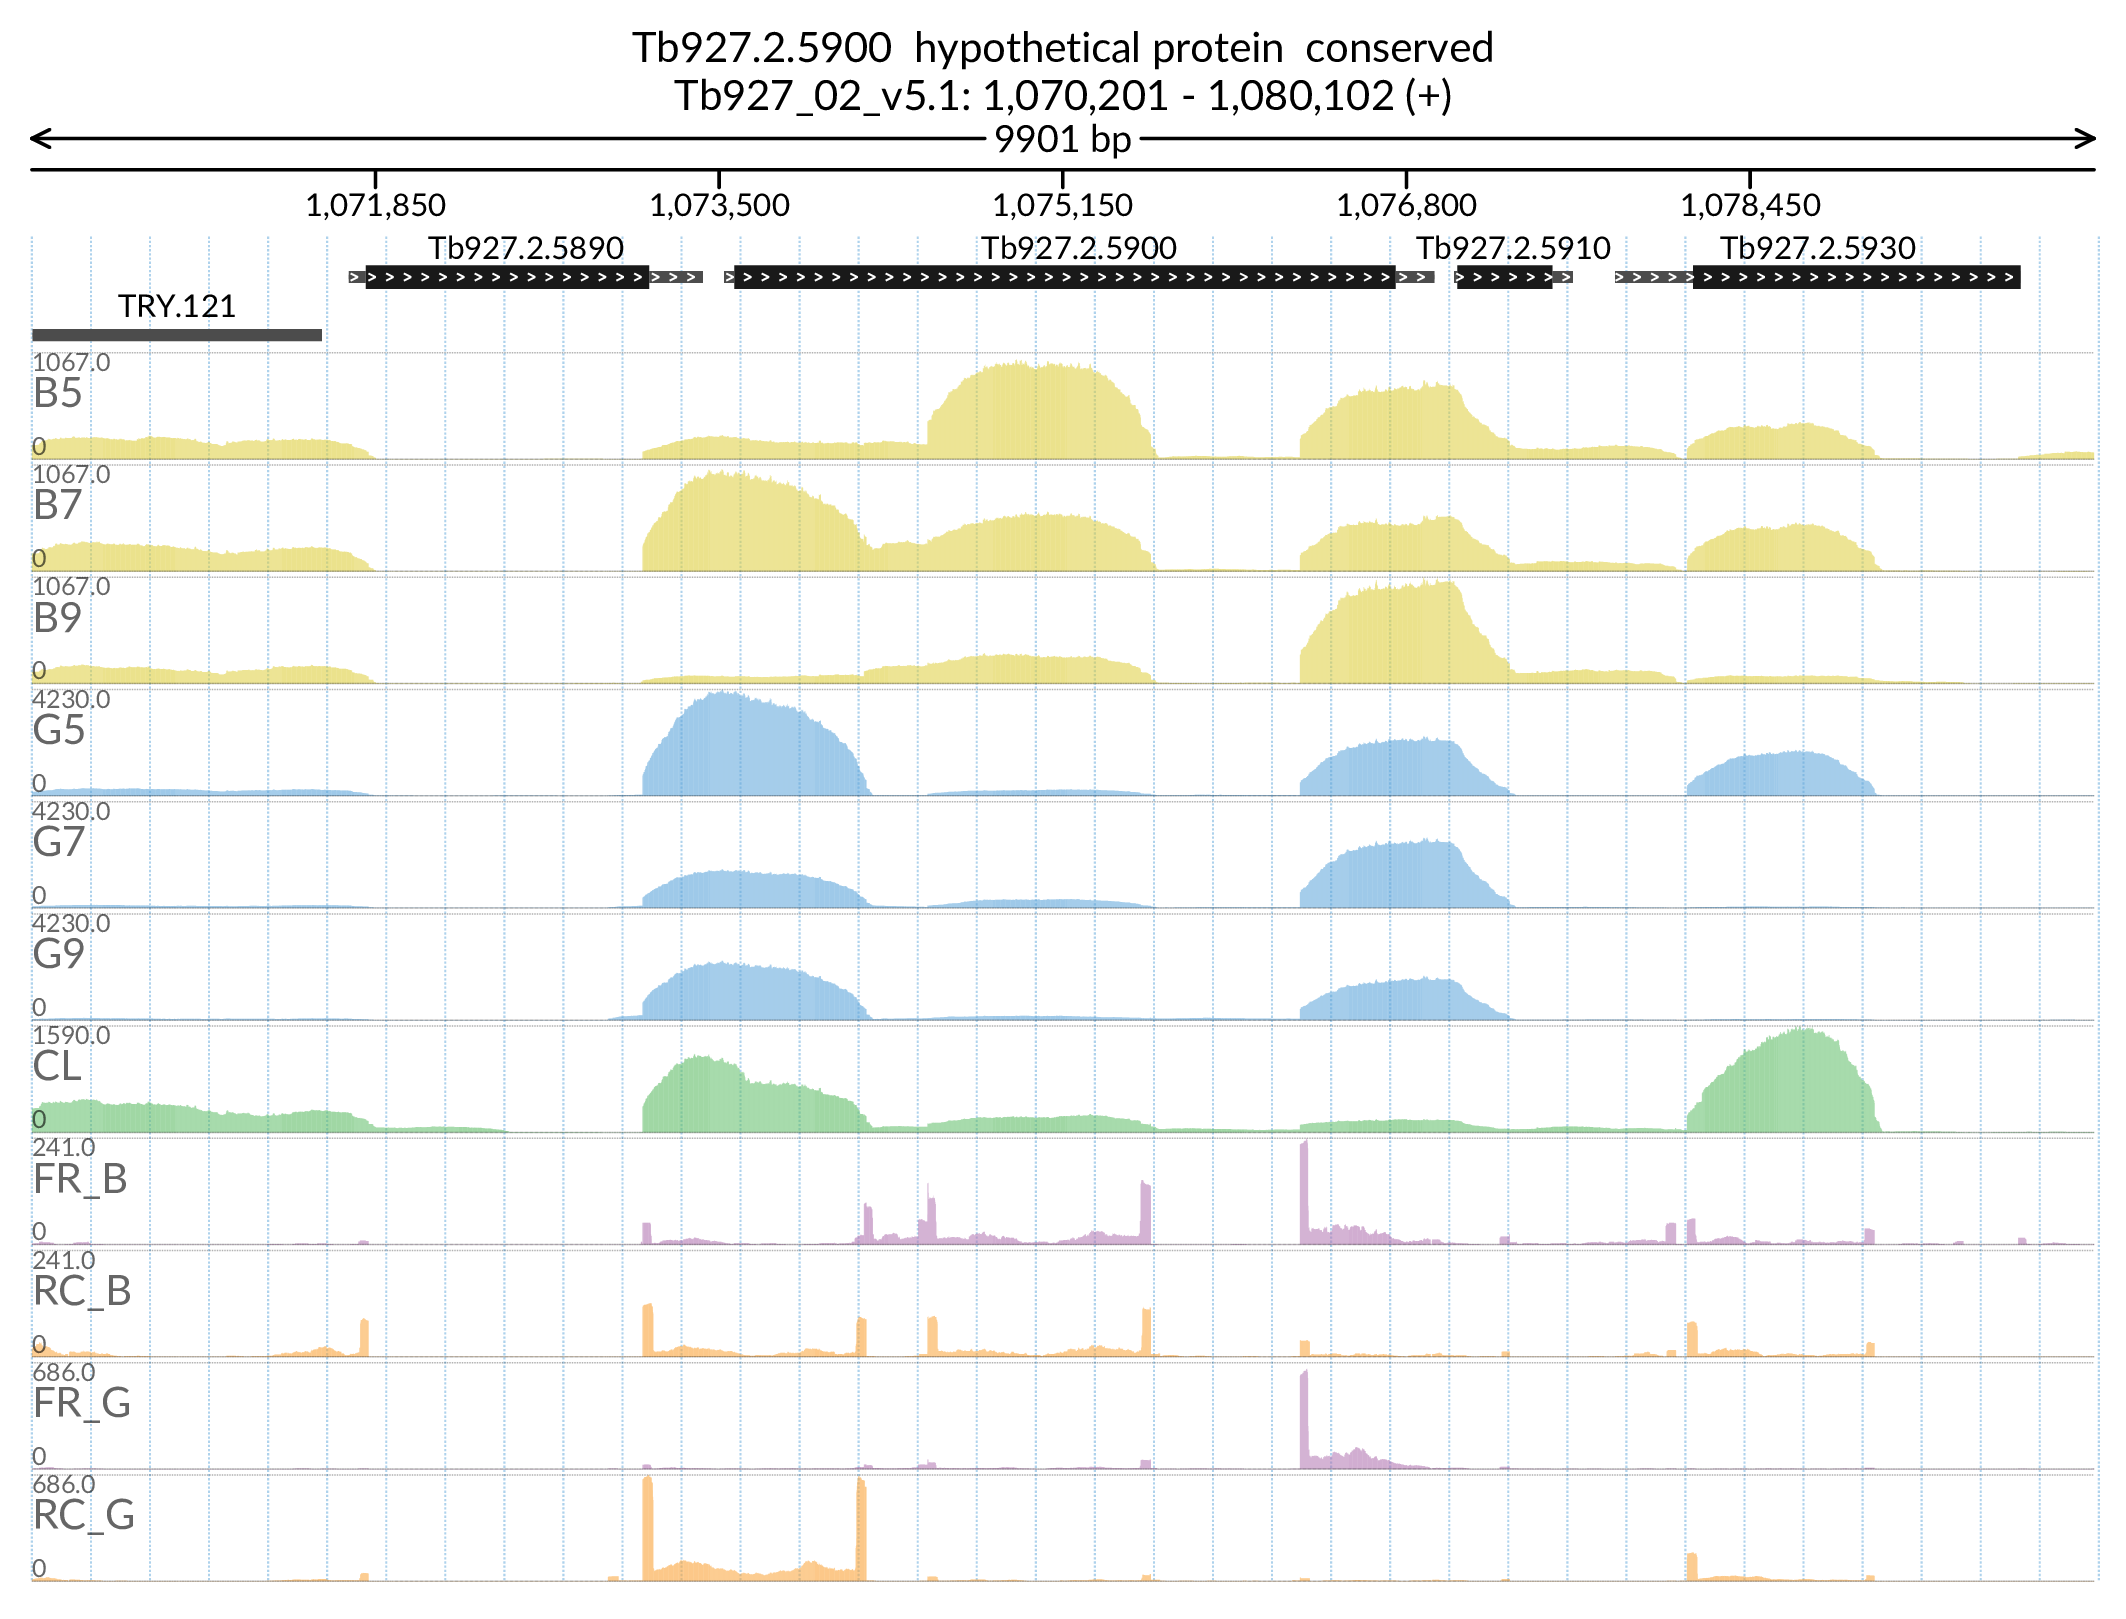 Tb927.2.5900 hypothetical protein conserved
Tb927_02_v5.1: 1,070,201 - 1,080,102 (+)
9901 bp
1,071,850 1,073,500 1,075,150 1,076,800 1,078,450
Tb927.2.5890 Tb927.2.5900 Tb927.2.5910 Tb927.2.5930
TRY.121
1067.0
B5
0
1067.0
B7
0
1067.0
B9
0
4230.0
G5
0
4230.0
G7
0
4230.0
G9
0
1590.0
CL
0
241.0
FR_B
0
241.0
RC_B
0
686.0
FR_G
0
686.0
RC_G
0